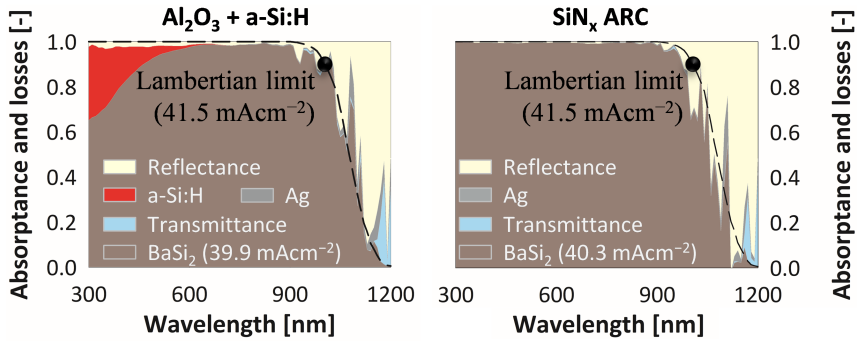 Al₂O₃ + a-Si:H
Absorptance and losses [-]
1.0
0.8
0.6
0.4
0.2
0.0
Lambertian limit
(41.5 mAcm⁻²)
Reflectance
a-Si:H Ag
Transmittance
BaSi₂ (39.9 mAcm⁻²)
300 600 900 1200
Wavelength [nm]
SiNₓ ARC
Lambertian limit
(41.5 mAcm⁻²)
Reflectance
Ag
Transmittance
BaSi₂ (40.3 mAcm⁻²)
300 600 900 1200
Wavelength [nm]
1.0
0.8
0.6
0.4
0.2
0.0
Absorptance and losses [-]